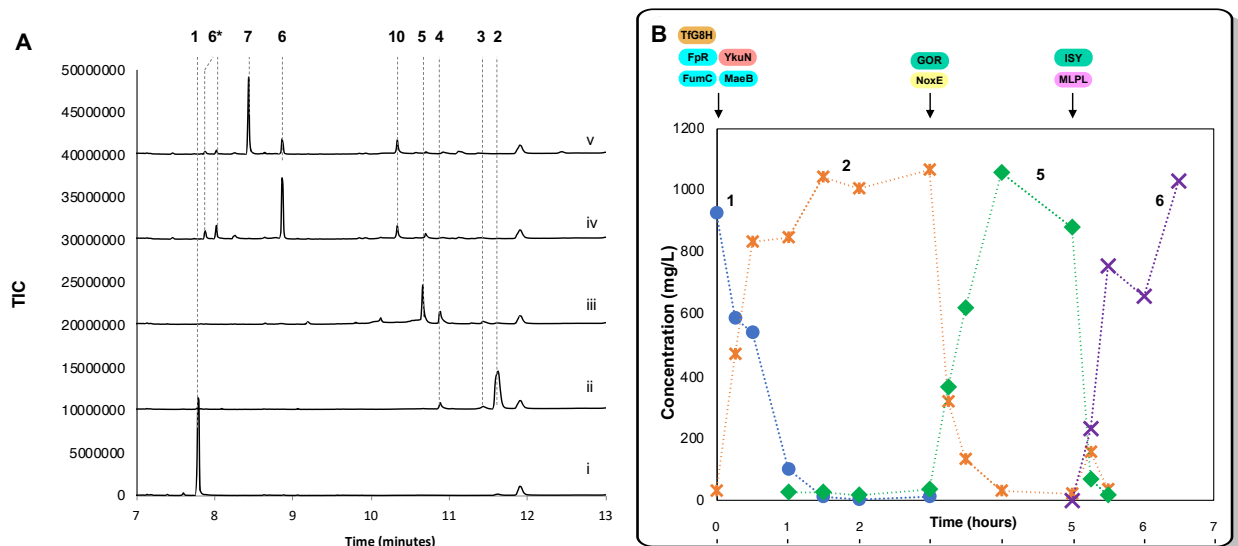 A
1 6* 7 6 10 5 4 3 2
50000000
45000000
40000000
35000000
30000000
25000000
20000000
15000000
10000000
5000000
0
TIC
v
iv
iii
ii
i
7 8 9 10 11 12 13
Time (minutes)
B
TfG8H
FpR YkuN
FumC MaeB
GOR
NoxE
ISY
MLPL
1200
1000
800
600
400
200
0
Concentration (mg/L)
1
2
5
6
0 1 2 3 4 5 6 7
Time (hours)